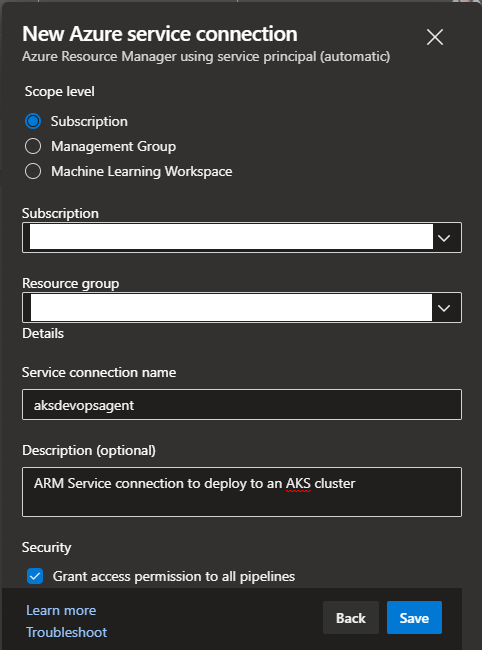 New Azure service connection
Azure Resource Manager using service principal (automatic)
Scope level
Subscription
Management Group
Machine Learning Workspace
Subscription
Resource group
Details
Service connection name
aksdevopsagent
Description (optional)
ARM Service connection to deploy to an AKS cluster
Security
Grant access permission to all pipelines
Learn more
Troubleshoot
Back
Save